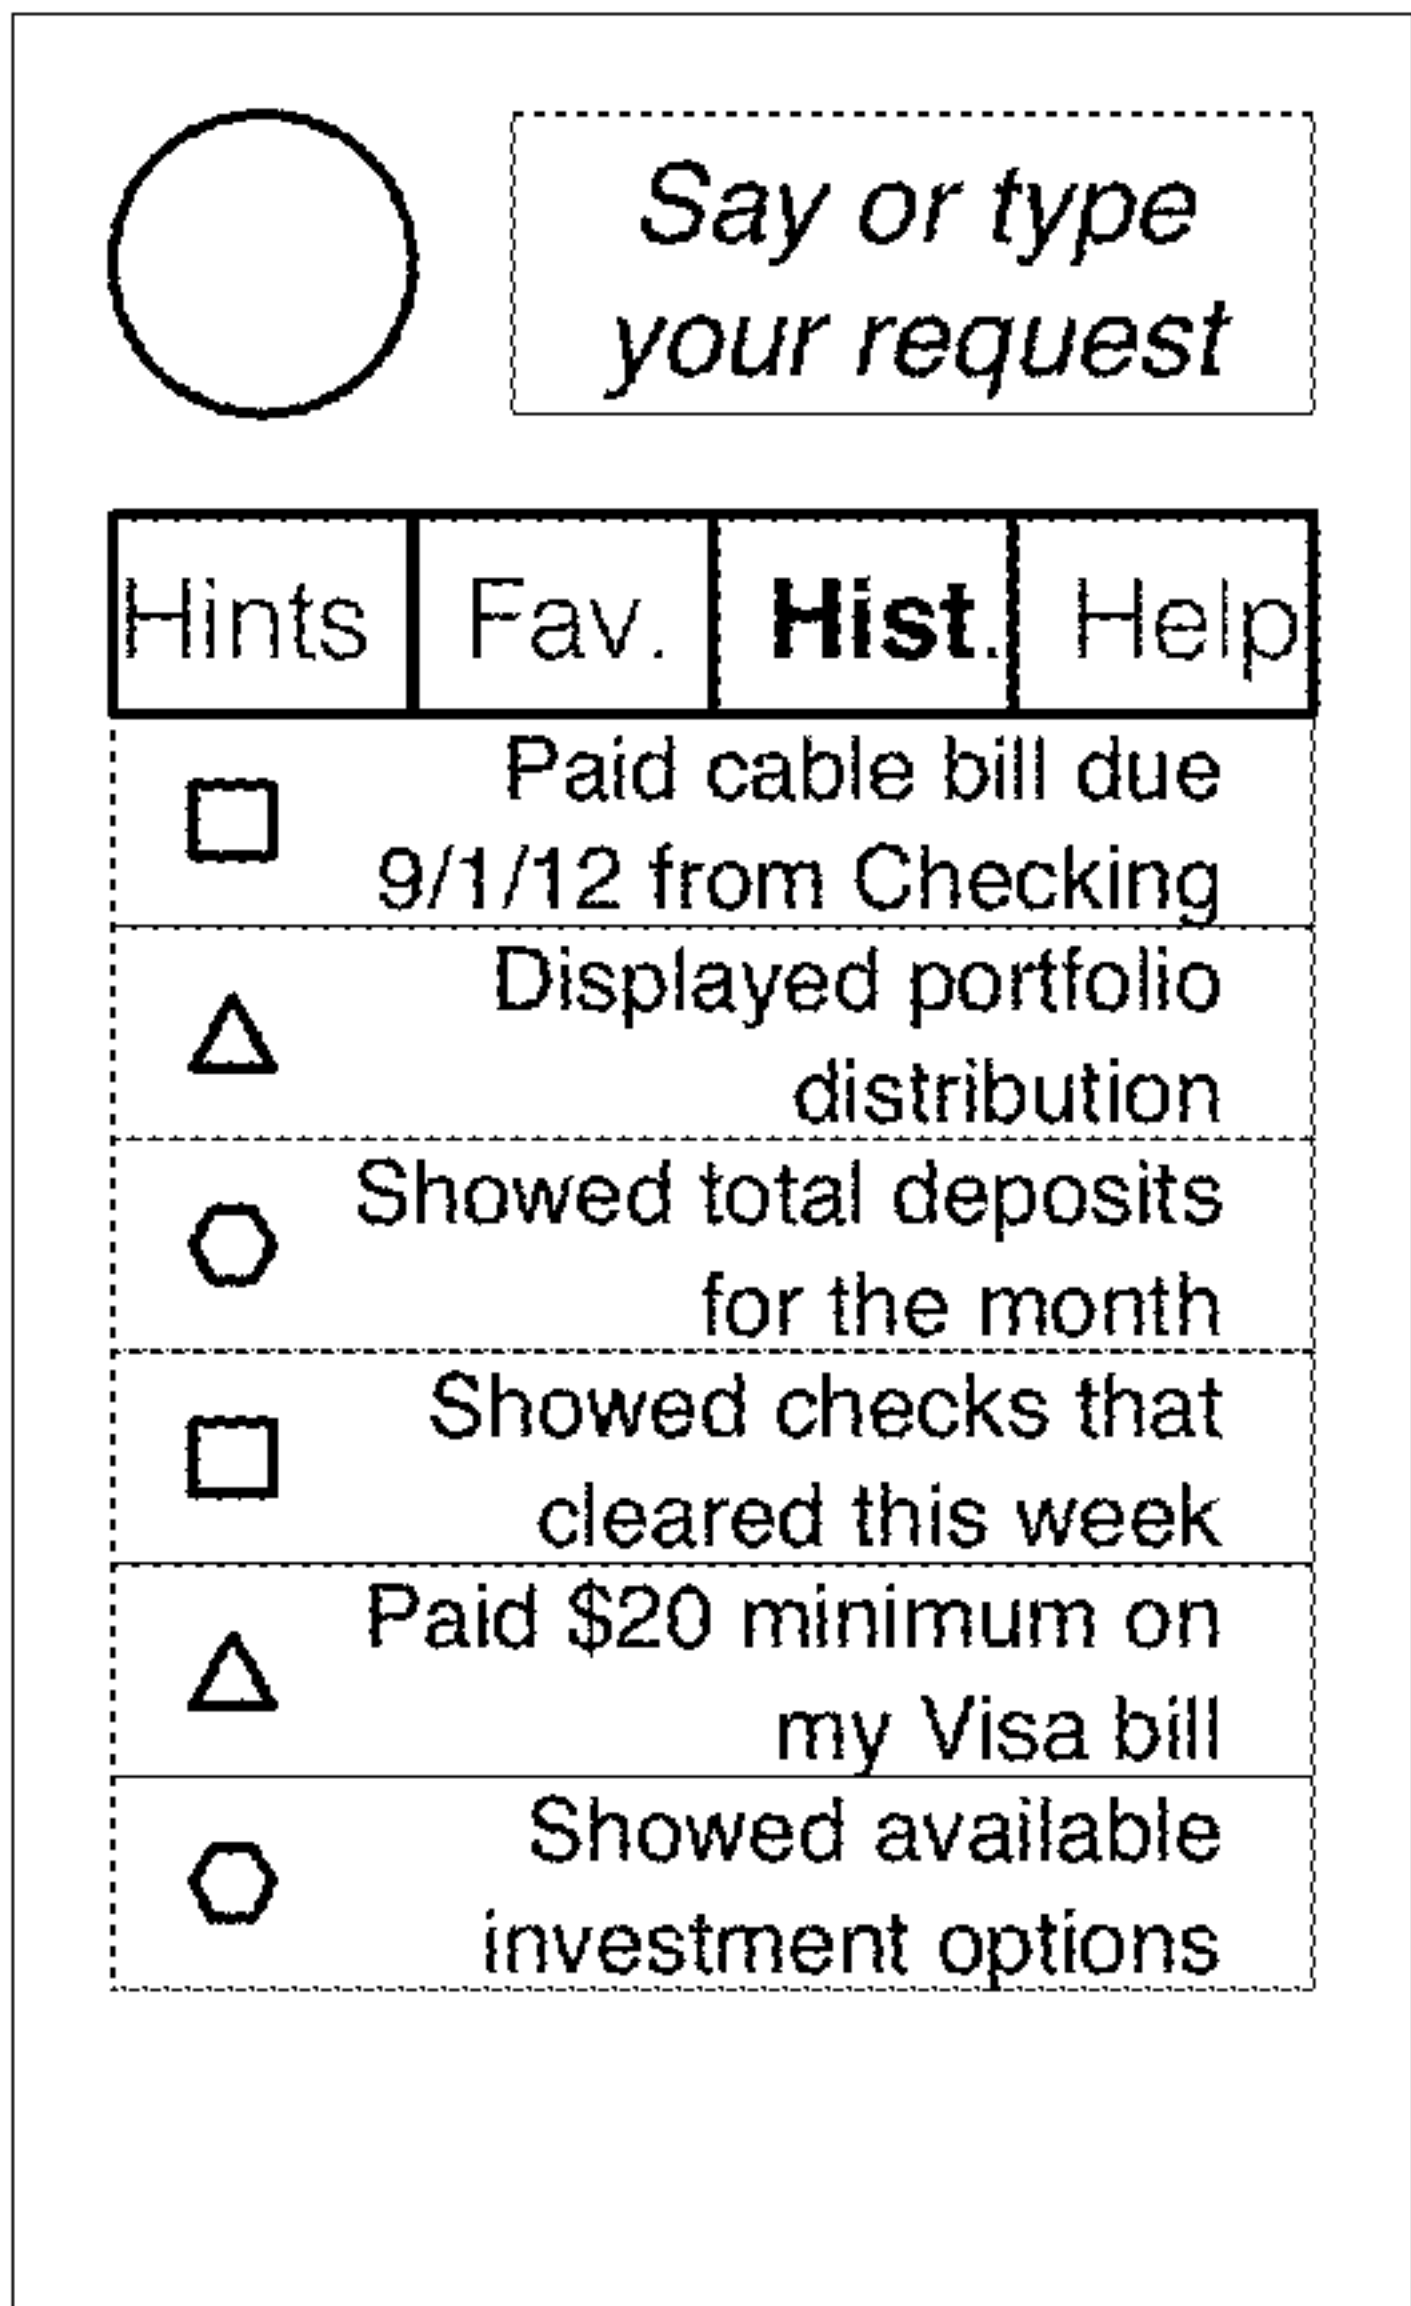 Say or type
your request
Hints Fav. Hist. Help
Paid cable bill due
9/1/12 from Checking
Displayed portfolio
distribution
Showed total deposits
for the month
Showed checks that
cleared this week
Paid $20 minimum on
my Visa bill
Showed available
investment options